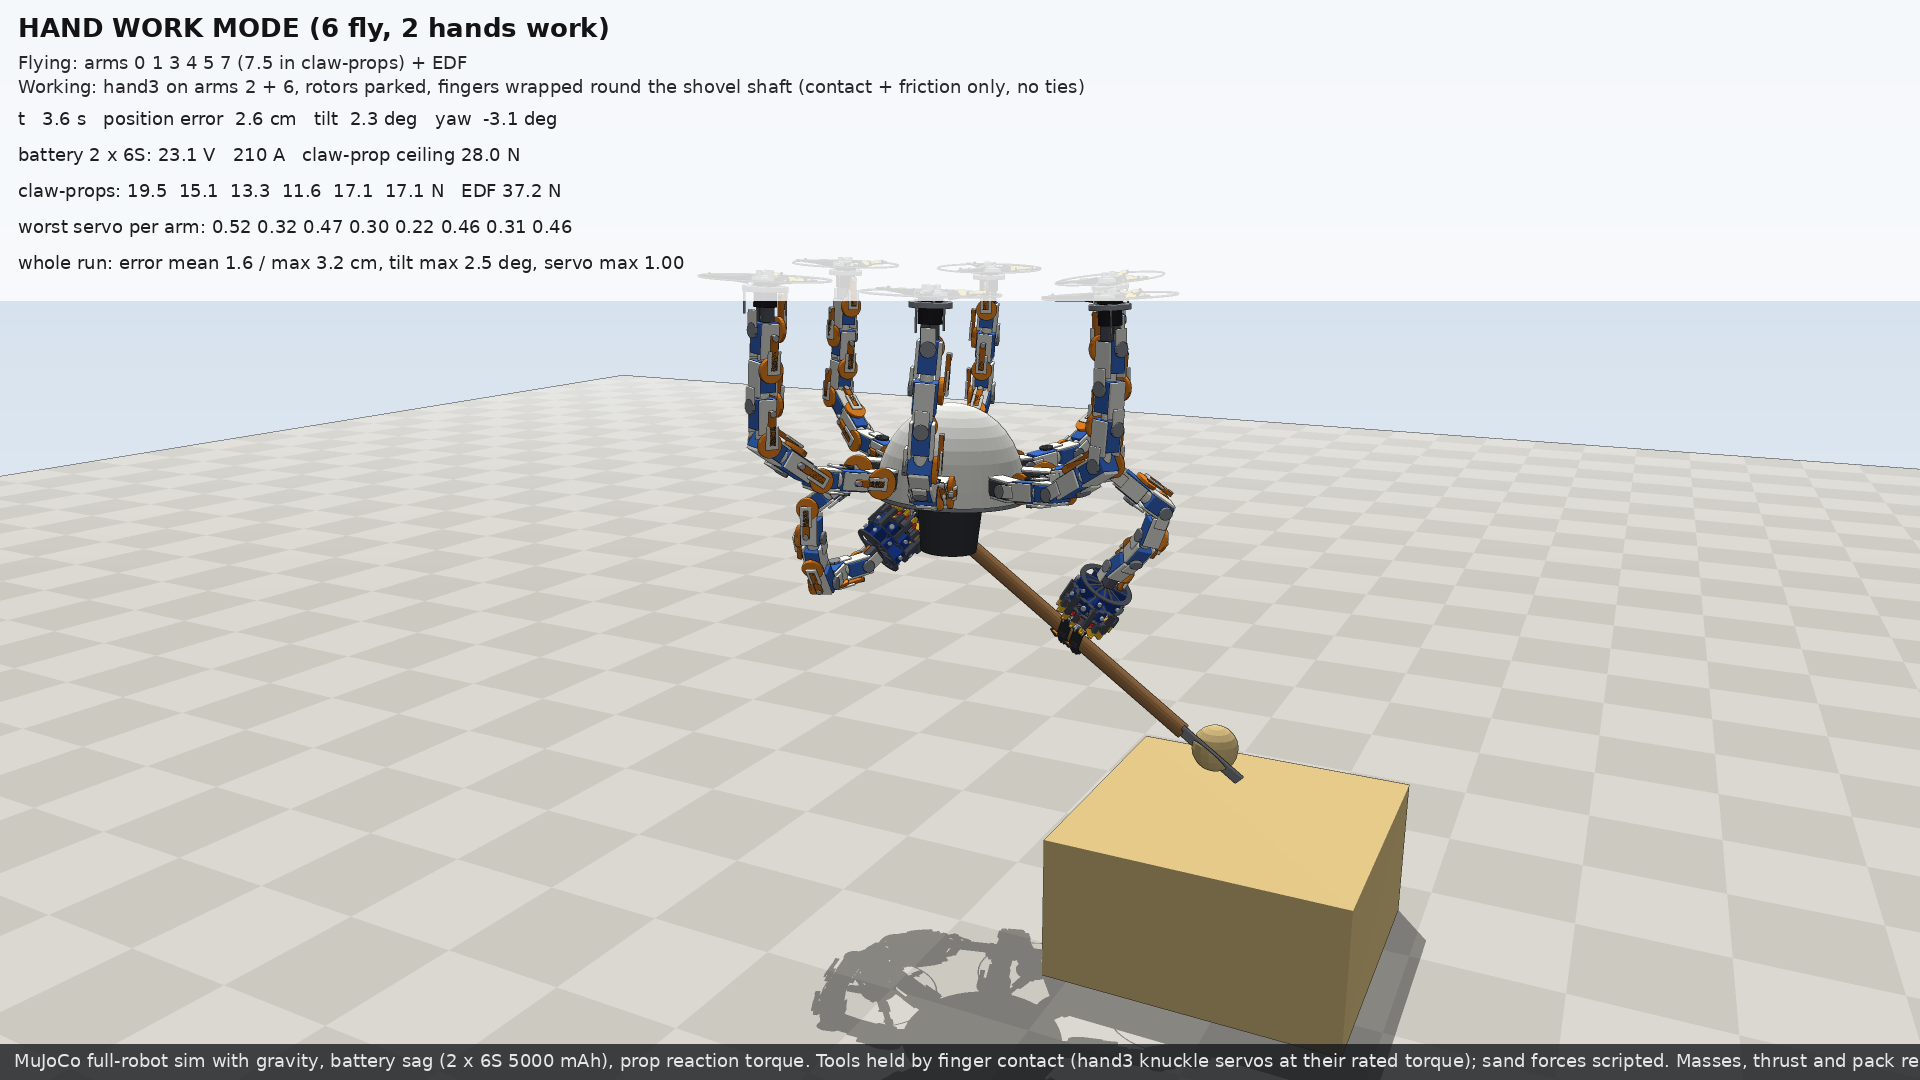 HAND WORK MODE (6 fly, 2 hands work)
Flying: arms 0 1 3 4 5 7 (7.5 in claw-props) + EDF
Working: hand3 on arms 2 + 6, rotors parked, fingers wrapped round the shovel shaft (contact + friction only, no ties)
t 3.6 s position error 2.6 cm tilt 2.3 deg yaw -3.1 deg
battery 2 x 6S: 23.1 V 210 A claw-prop ceiling 28.0 N
claw-props: 19.5 15.1 13.3 11.6 17.1 17.1 N EDF 37.2 N
worst servo per arm: 0.52 0.32 0.47 0.30 0.22 0.46 0.31 0.46
whole run: error mean 1.6 / max 3.2 cm, tilt max 2.5 deg, servo max 1.00
MuJoCo full-robot sim with gravity, battery sag (2 x 6S 5000 mAh), prop reaction torque. Tools held by finger contact (hand3 knuckle servos at their rated torque); sand forces scripted. Masses, thrust and pack re